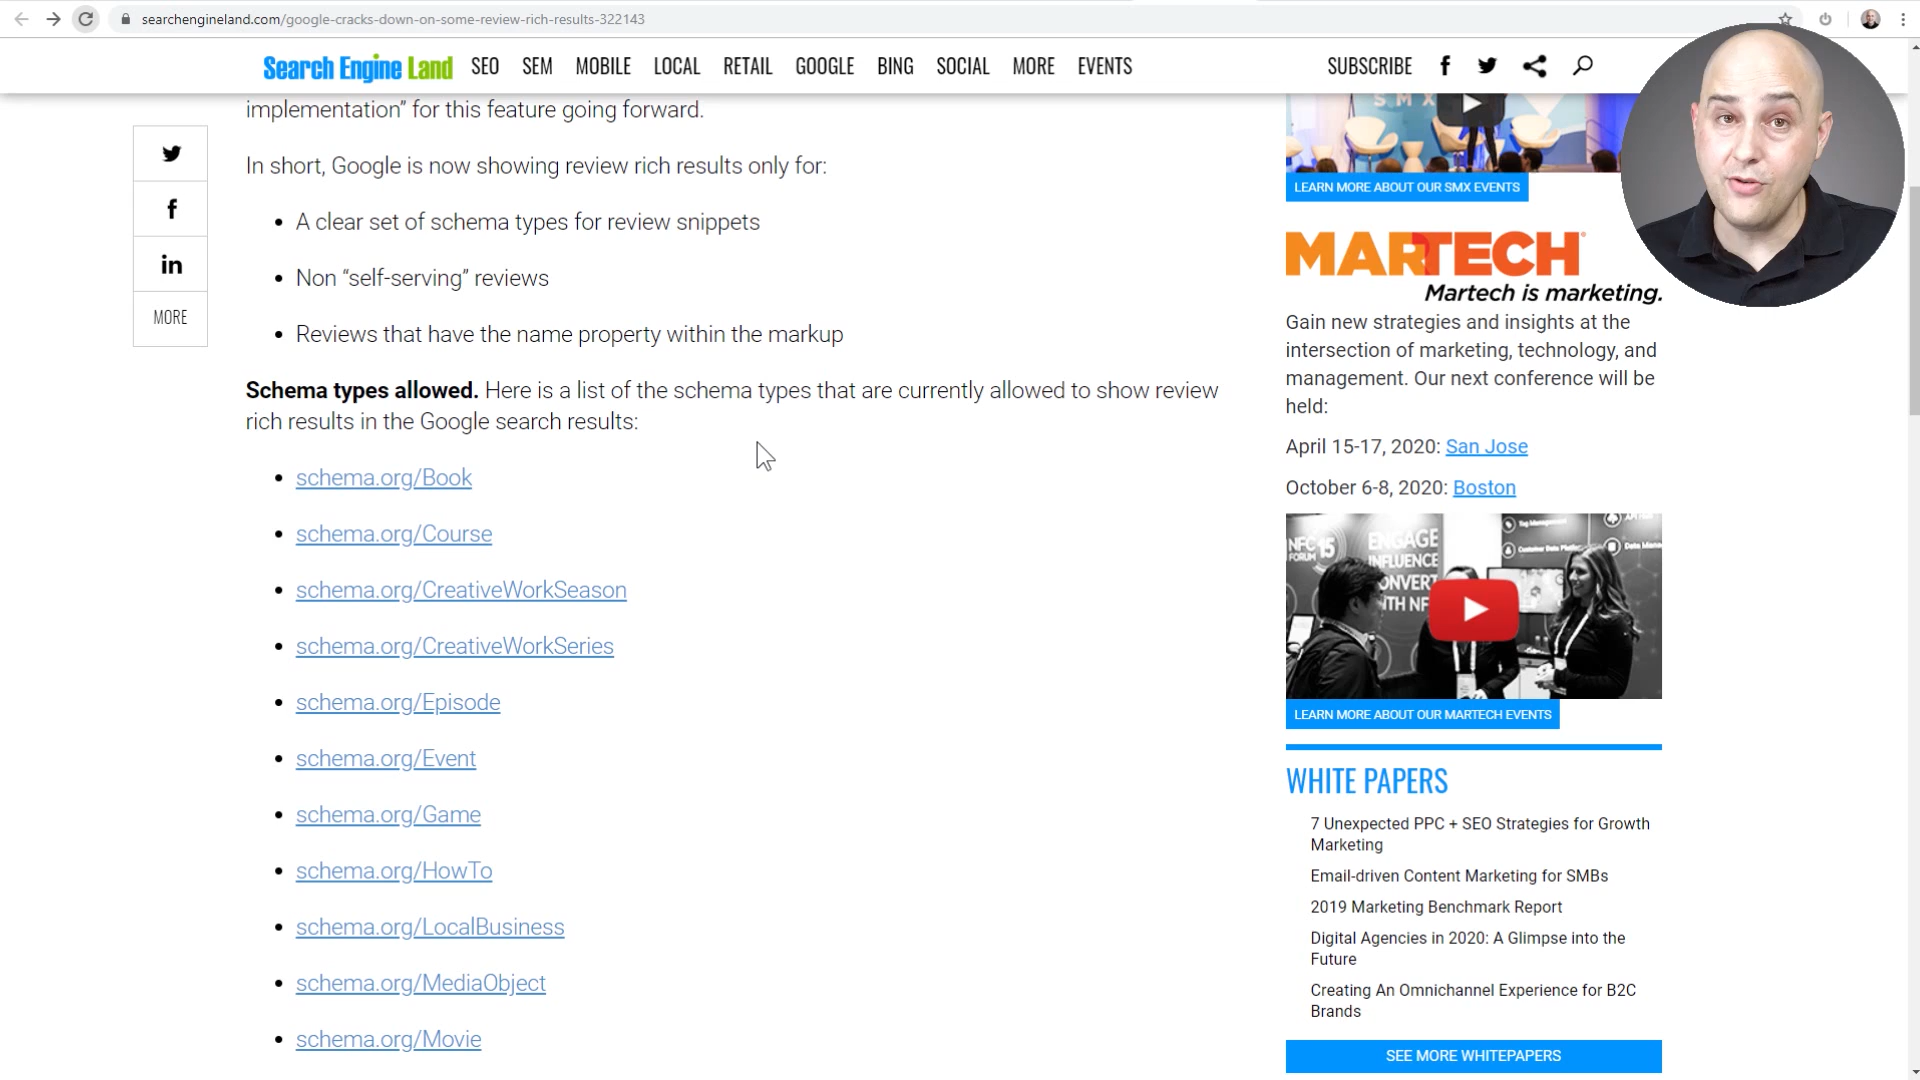 searchengineland.com/google-cracks-down-on-some-review-rich-results-322143
Search Engine Land SEO SEM MOBILE LOCAL RETAIL GOOGLE BING SOCIAL MORE EVENTS SUBSCRIBE
implementation” for this feature going forward.
In short, Google is now showing review rich results only for:
• A clear set of schema types for review snippets
• Non “self-serving” reviews
• Reviews that have the name property within the markup
MORE
Schema types allowed. Here is a list of the schema types that are currently allowed to show review
rich results in the Google search results:
• schema.org/Book
• schema.org/Course
• schema.org/CreativeWorkSeason
• schema.org/CreativeWorkSeries
• schema.org/Episode
• schema.org/Event
• schema.org/Game
• schema.org/HowTo
• schema.org/LocalBusiness
• schema.org/MediaObject
• schema.org/Movie
SMX
LEARN MORE ABOUT OUR SMX EVENTS
MARTECH®
Martech is marketing.
Gain new strategies and insights at the
intersection of marketing, technology, and
management. Our next conference will be
held:
April 15-17, 2020: San Jose
October 6-8, 2020: Boston
NFC 15
FORUM
ENGAGE
INFLUENCE
Tag Management
LEARN MORE ABOUT OUR MARTECH EVENTS
WHITE PAPERS
7 Unexpected PPC + SEO Strategies for Growth
Marketing
Email-driven Content Marketing for SMBs
2019 Marketing Benchmark Report
Digital Agencies in 2020: A Glimpse into the
Future
Creating An Omnichannel Experience for B2C
Brands
SEE MORE WHITEPAPERS